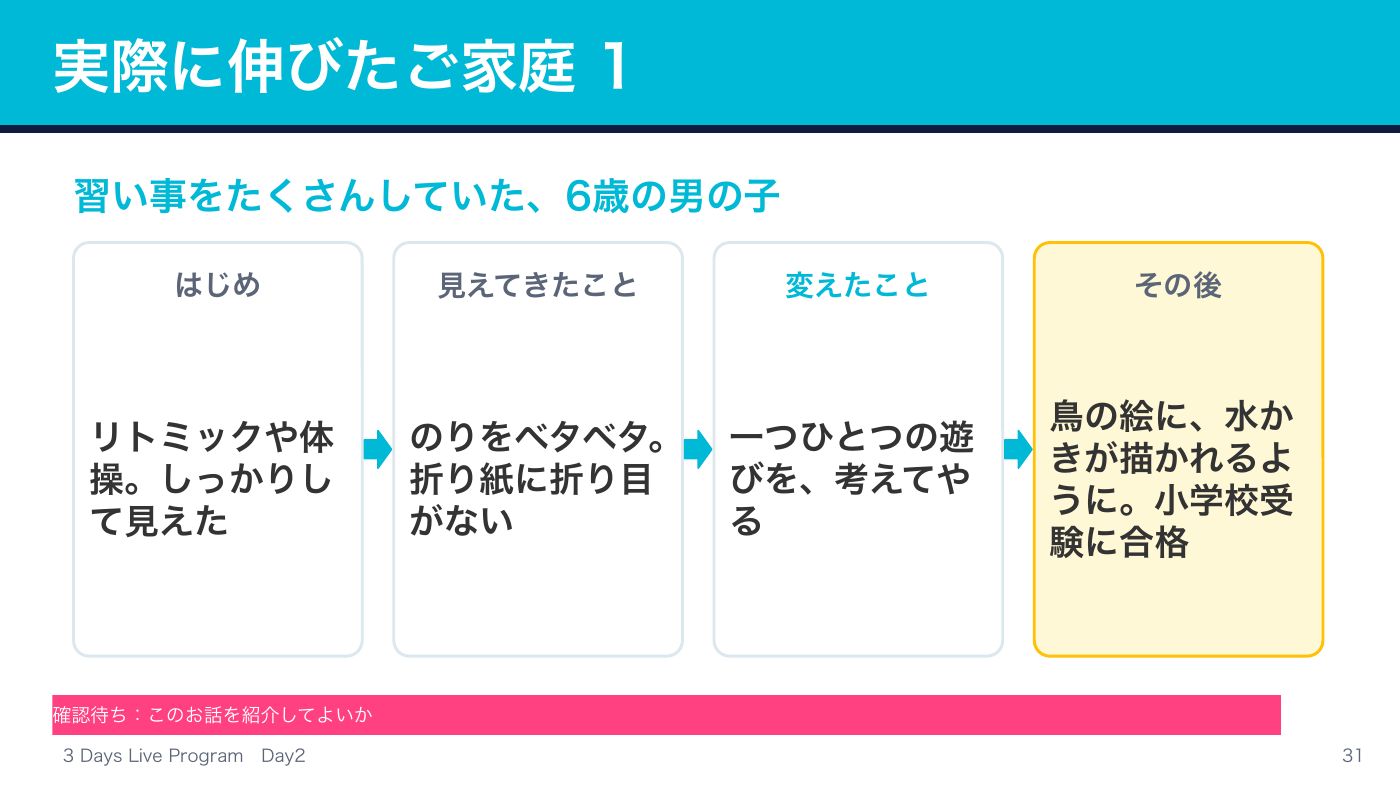 実際に伸びたご家庭 1
習い事をたくさんしていた、6歳の男の子
はじめ
リトミックや体
操。しっかりし
て見えた
見えてきたこと
のりをベタベタ。
折り紙に折り目
がない
変えたこと
一つひとつの遊
びを、考えてや
る
その後
鳥の絵に、水か
きが描かれるよ
うに。小学校受
験に合格
確認待ち：このお話を紹介してよいか
3 Days Live Program　Day2
31